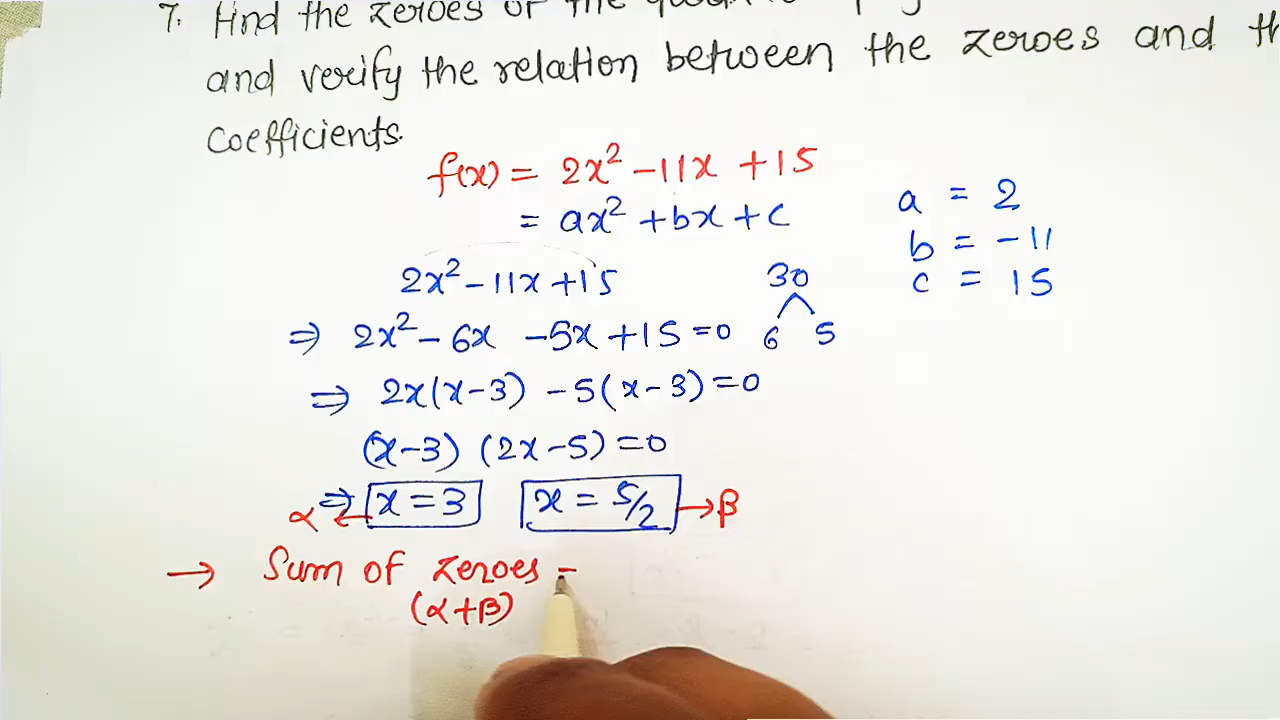 7. Find the zeroes of the
and verify the relation between the zeroes and
coefficients.
f(x) = 2x² - 11x + 15
= ax² + bx + c
a = 2
b = -11
c = 15
2x² - 11x + 15
30
⇒ 2x² - 6x - 5x + 15 = 0
6 5
⇒ 2x(x-3) - 5(x-3) = 0
(x-3) (2x-5) = 0
α ← ⇒ x = 3 x = 5/2 → β
→ Sum of zeroes =
(α+β)